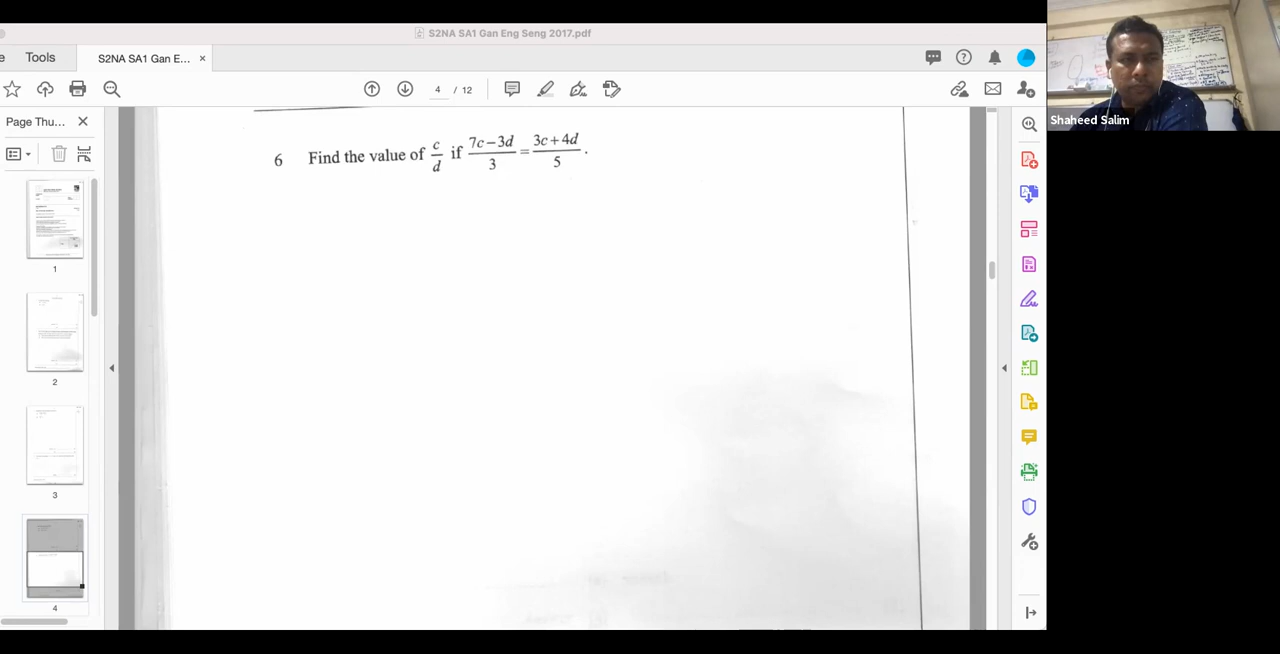 S2NA SA1 Gan Eng Seng 2017.pdf
e Tools S2NA SA1 Gan E... ×
4 / 12
Page Thu... ×
6 Find the value of c/d if (7c−3d)/3 = (3c+4d)/5 .
1
2
3
4
Shaheed Salim